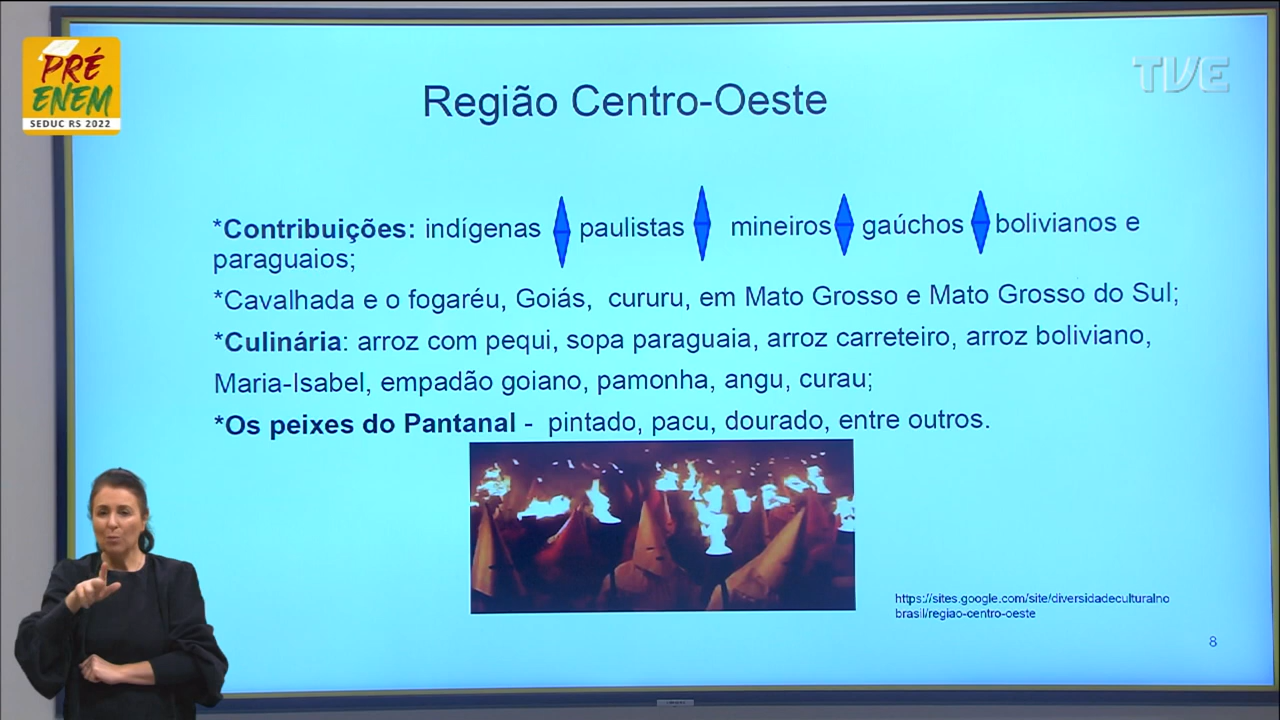 PRÉ
ENEM
SEDUC RS 2022
TVE
Região Centro-Oeste
*Contribuições: indígenas paulistas mineiros gaúchos bolivianos e
paraguaios;
*Cavalhada e o fogaréu, Goiás, cururu, em Mato Grosso e Mato Grosso do Sul;
*Culinária: arroz com pequi, sopa paraguaia, arroz carreteiro, arroz boliviano,
Maria-Isabel, empadão goiano, pamonha, angu, curau;
*Os peixes do Pantanal - pintado, pacu, dourado, entre outros.
https://sites.google.com/site/diversidadeculturalno
brasil/regiao-centro-oeste
8